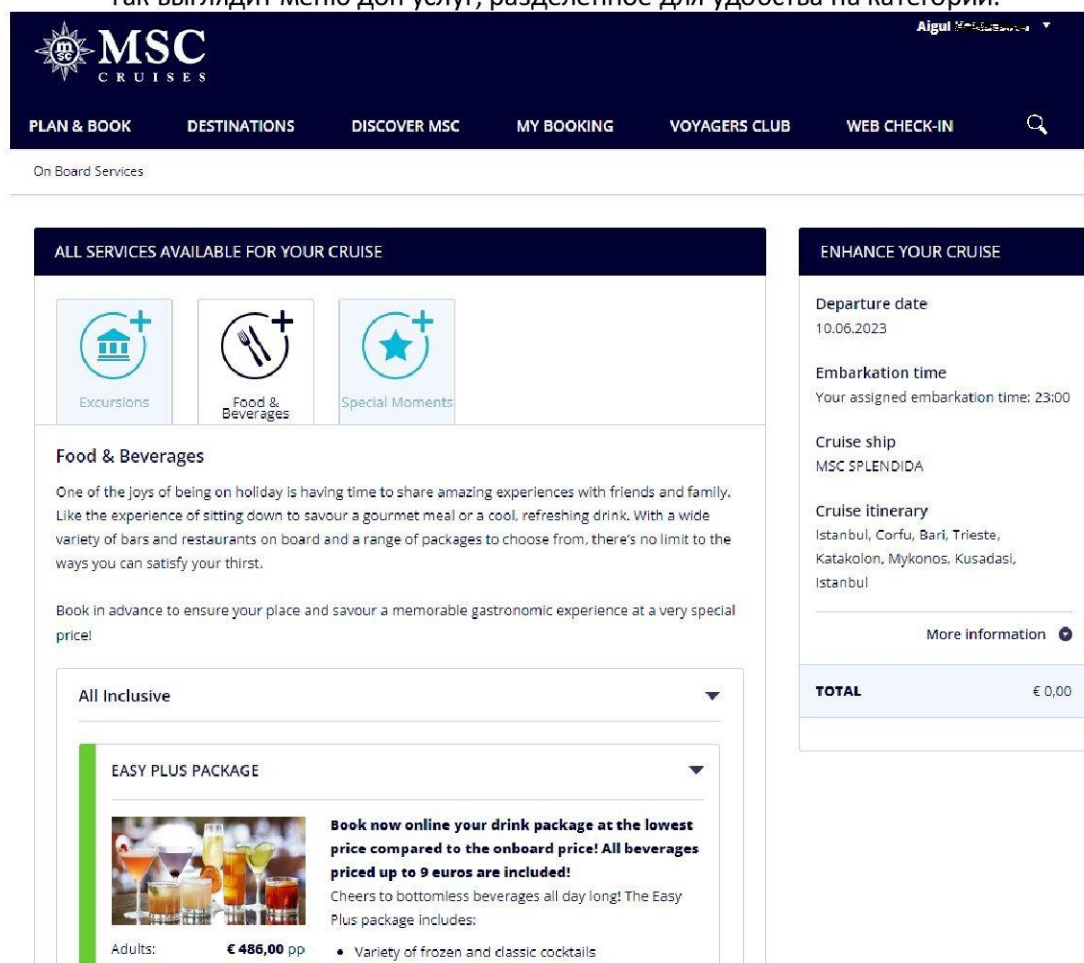 Так выглядит меню доп услуг, разделенное для удобства на категории:
Aigul
MSC
CRUISES
PLAN & BOOK DESTINATIONS DISCOVER MSC MY BOOKING VOYAGERS CLUB WEB CHECK-IN
On Board Services
ALL SERVICES AVAILABLE FOR YOUR CRUISE
Excursions
Food &
Beverages
Special Moments
Food & Beverages
One of the joys of being on holiday is having time to share amazing experiences with friends and family.
Like the experience of sitting down to savour a gourmet meal or a cool, refreshing drink. With a wide
variety of bars and restaurants on board and a range of packages to choose from, there's no limit to the
ways you can satisfy your thirst.
Book in advance to ensure your place and savour a memorable gastronomic experience at a very special
price!
All Inclusive
EASY PLUS PACKAGE
Book now online your drink package at the lowest
price compared to the onboard price! All beverages
priced up to 9 euros are included!
Cheers to bottomless beverages all day long! The Easy
Plus package includes:
Adults: € 486,00 pp
• Variety of frozen and classic cocktails
ENHANCE YOUR CRUISE
Departure date
10.06.2023
Embarkation time
Your assigned embarkation time: 23:00
Cruise ship
MSC SPLENDIDA
Cruise itinerary
Istanbul, Corfu, Bari, Trieste,
Katakolon, Mykonos, Kusadasi,
Istanbul
More information
TOTAL € 0,00